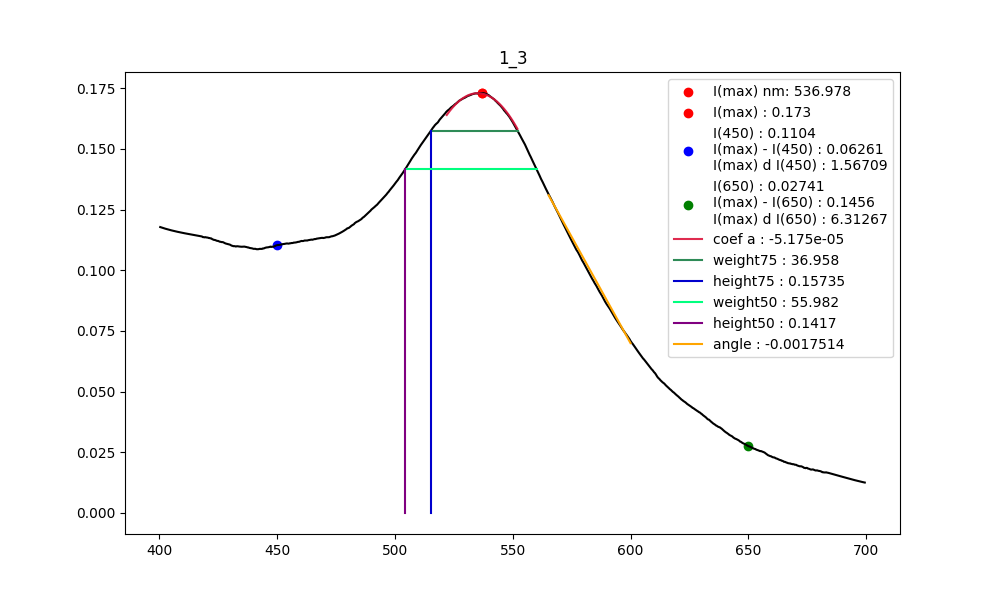 1_3
0.175
0.150
0.125
0.100
0.075
0.050
0.025
0.000
400
450
500
550
600
650
700
I(max) nm: 536.978
I(max) : 0.173
I(450) : 0.1104
I(max) - I(450) : 0.06261
I(max) d I(450) : 1.56709
I(650) : 0.02741
I(max) - I(650) : 0.1456
I(max) d I(650) : 6.31267
coef a : -5.175e-05
weight75 : 36.958
height75 : 0.15735
weight50 : 55.982
height50 : 0.1417
angle : -0.0017514